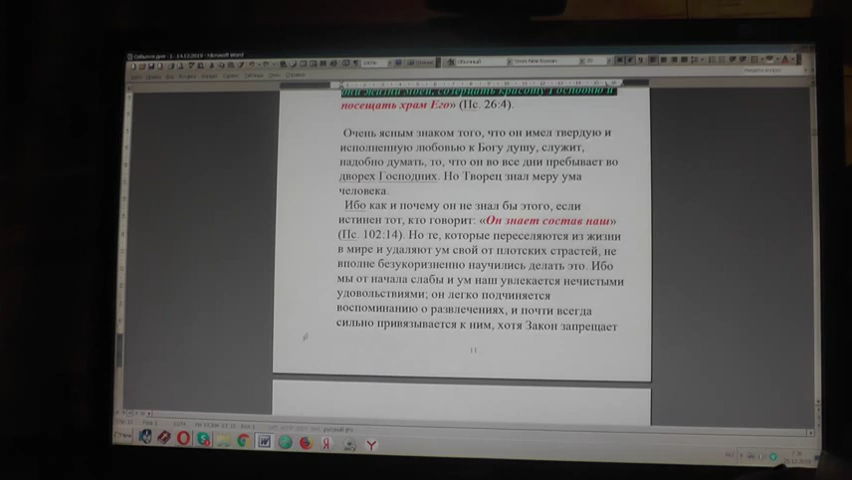 Microsoft Word
дни жизни моей, созерцать красоту Господню и
посещать храм Его» (Пс. 26:4).
Очень ясным знаком того, что он имел твердую и
исполненную любовью к Богу душу, служит,
надобно думать, то, что он во все дни пребывает во
дворех Господних. Но Творец знал меру ума
человека.
Ибо как и почему он не знал бы этого, если
истинен тот, кто говорит: «Он знает состав наш»
(Пс. 102:14). Но те, которые переселяются из жизни
в мире и удаляют ум свой от плотских страстей, не
вполне безукоризненно научились делать это. Ибо
мы от начала слабы и ум наш увлекается нечистыми
удовольствиями; он легко подчиняется
воспоминанию о развлечениях, и почти всегда
сильно привязывается к ним, хотя Закон запрещает
11